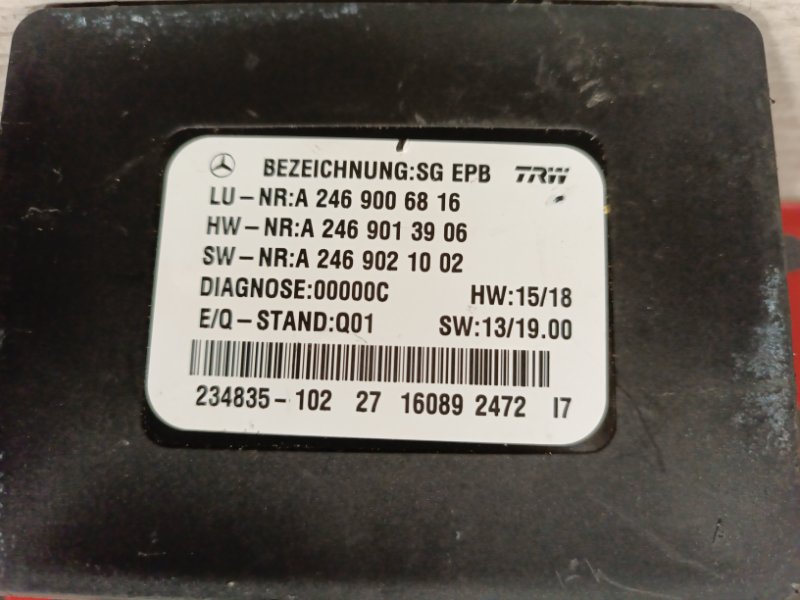 BEZEICHNUNG:SG EPB TRW
LU-NR:A 246 900 68 16
HW-NR:A 246 901 39 06
SW-NR:A 246 902 10 02
DIAGNOSE:00000C HW:15/18
E/Q-STAND:Q01 SW:13/19.00
234835-102 27 16089 2472 I7